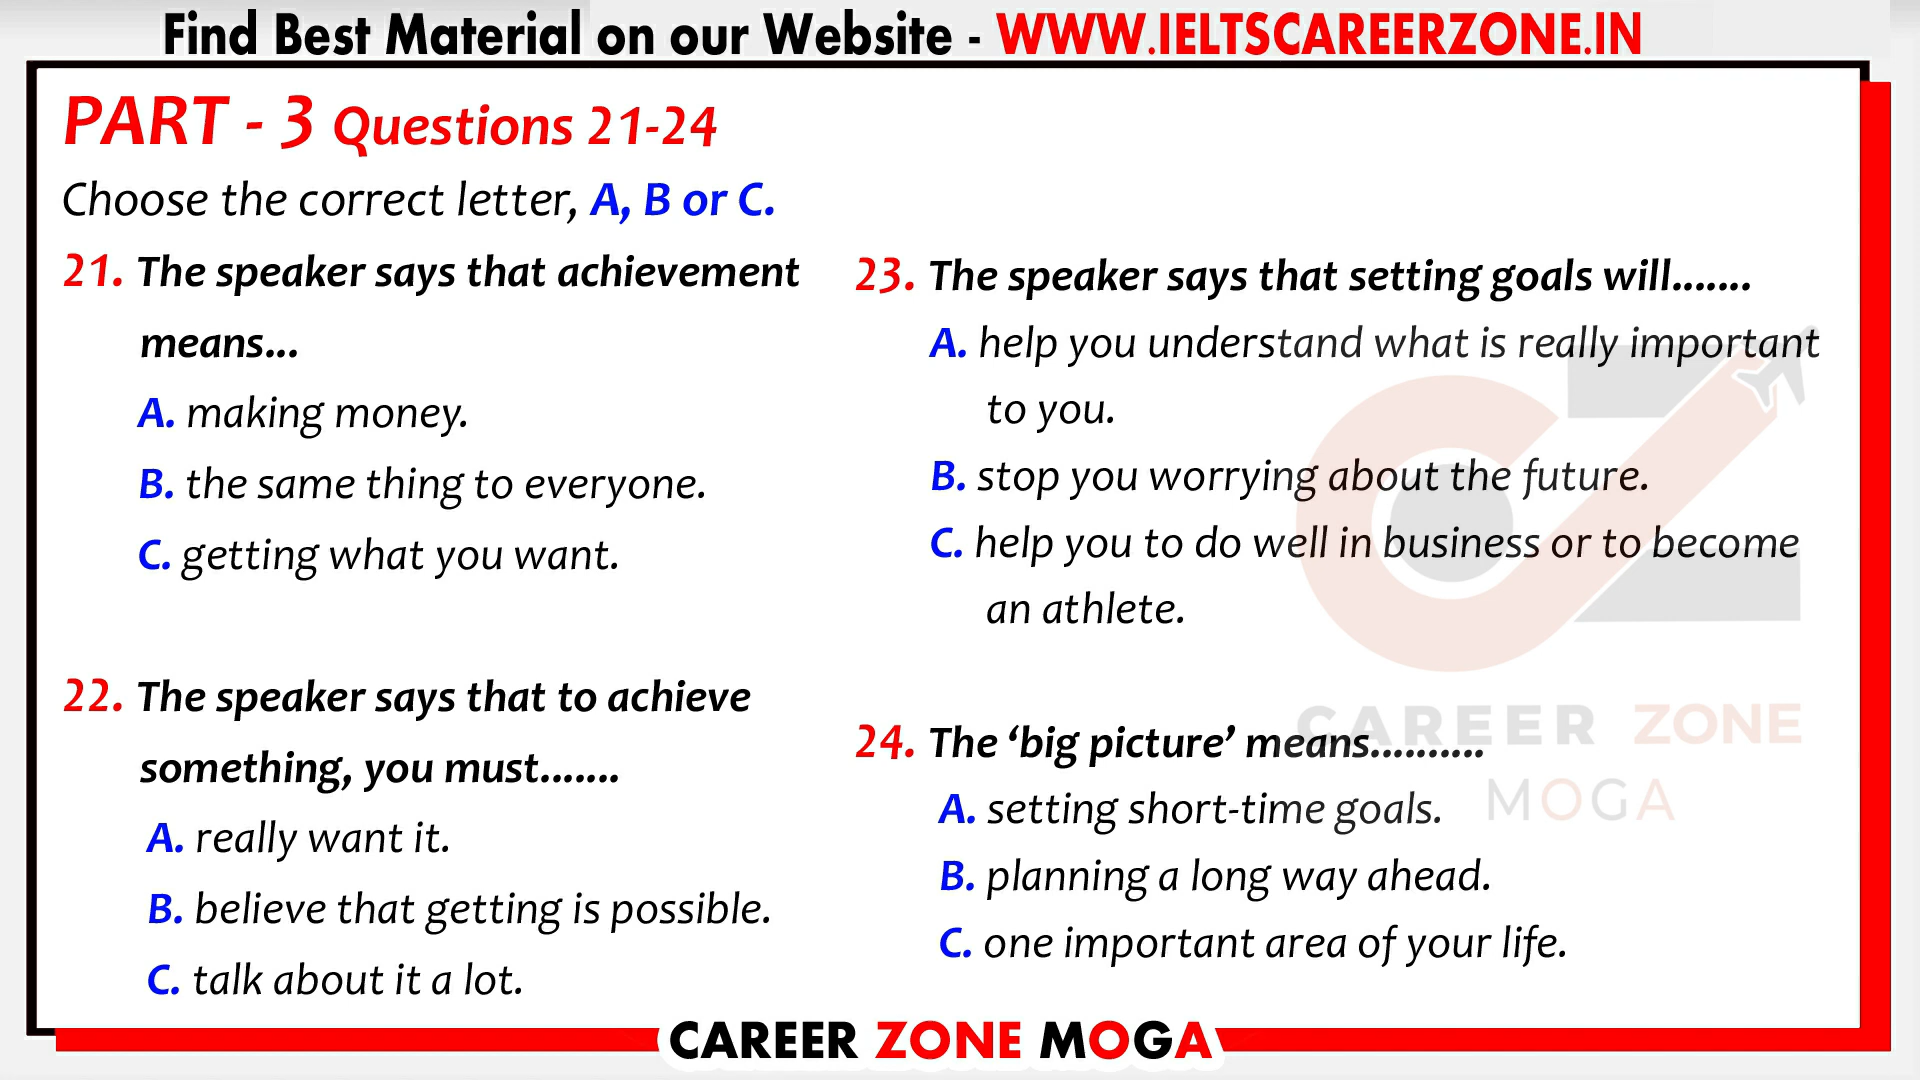 Find Best Material on our Website - WWW.IELTSCAREERZONE.IN
PART - 3 Questions 21-24
Choose the correct letter, A, B or C.
21. The speaker says that achievement
means...
A. making money.
B. the same thing to everyone.
C. getting what you want.
22. The speaker says that to achieve
something, you must.......
A. really want it.
B. believe that getting is possible.
C. talk about it a lot.
23. The speaker says that setting goals will.......
A. help you understand what is really important
to you.
B. stop you worrying about the future.
C. help you to do well in business or to become
an athlete.
24. The ‘big picture’ means..........
A. setting short-time goals.
B. planning a long way ahead.
C. one important area of your life.
CAREER ZONE
MOGA
CAREER ZONE MOGA